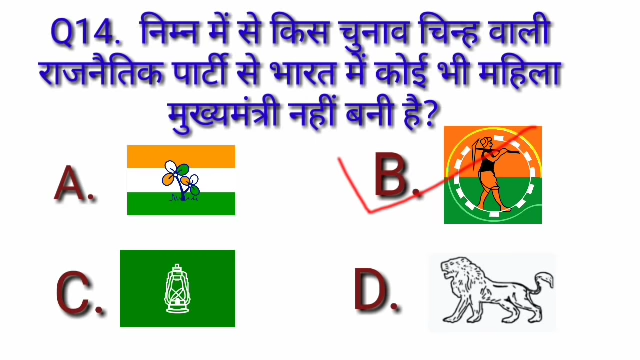 Q14. निम्न में से किस चुनाव चिन्ह वाली
राजनैतिक पार्टी से भारत में कोई भी महिला
मुख्यमंत्री नहीं बनी है?
A.
B.
C.
D.